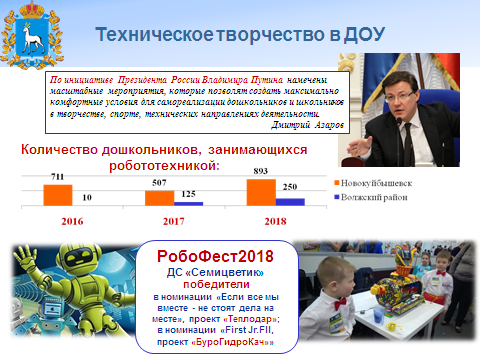 Техническое творчество в ДОУ
По инициативе Президента России Владимира Путина намечены
масштабные мероприятия, которые позволят создать максимально
комфортные условия для самореализации дошкольников и школьников
в творчестве, спорте, технических направлениях деятельности.
Дмитрий Азаров
Количество дошкольников, занимающихся
робототехникой:
711
10
507
125
893
250
2016
2017
2018
Новокуйбышевск
Волжский район
РобоФест2018
ДС «Семицветик»
победители
в номинации «Если все мы
вместе - не стоят дела на
месте», проект «Теплодар»;
в номинации «First Jr.Fll,
проект «БуроГидроКач»»